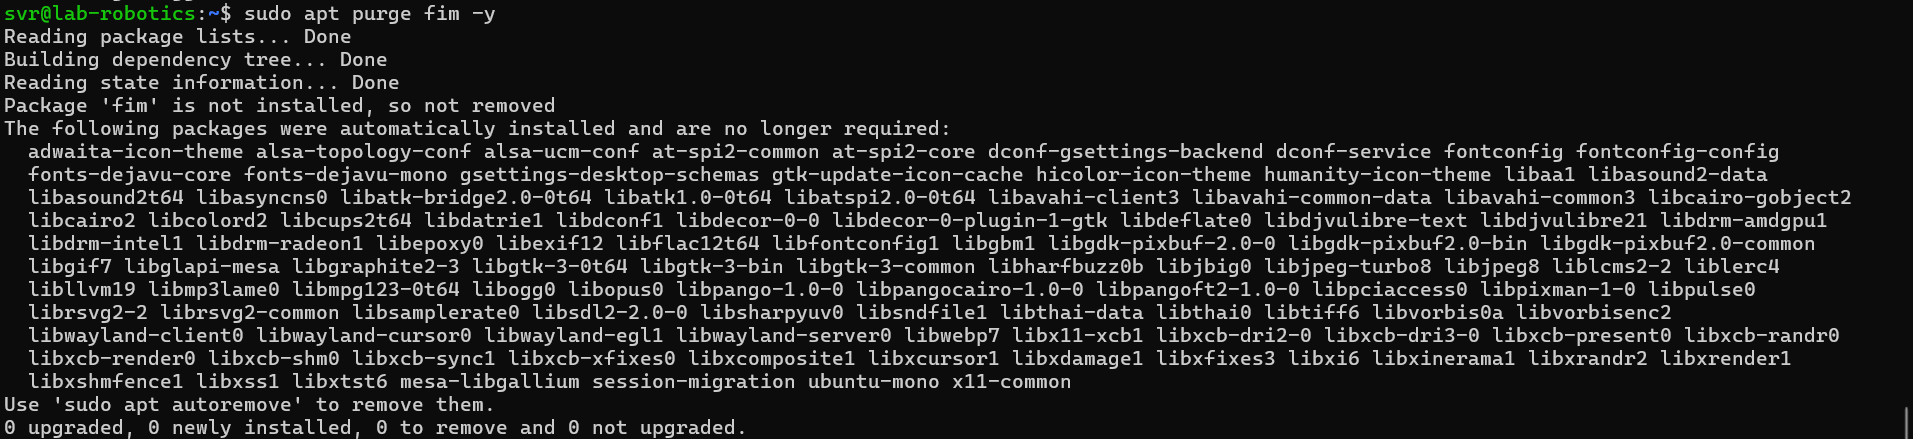 svr@lab-robotics:~$ sudo apt purge fim -y
Reading package lists... Done
Building dependency tree... Done
Reading state information... Done
Package 'fim' is not installed, so not removed
The following packages were automatically installed and are no longer required:
  adwaita-icon-theme alsa-topology-conf alsa-ucm-conf at-spi2-common at-spi2-core dconf-gsettings-backend dconf-service fontconfig fontconfig-config
  fonts-dejavu-core fonts-dejavu-mono gsettings-desktop-schemas gtk-update-icon-cache hicolor-icon-theme humanity-icon-theme libaa1 libasound2-data
  libasound2t64 libasyncns0 libatk-bridge2.0-0t64 libatk1.0-0t64 libatspi2.0-0t64 libavahi-client3 libavahi-common-data libavahi-common3 libcairo-gobject2
  libcairo2 libcolord2 libcups2t64 libdatrie1 libdconf1 libdecor-0-0 libdecor-0-plugin-1-gtk libdeflate0 libdjvulibre-text libdjvulibre21 libdrm-amdgpu1
  libdrm-intel1 libdrm-radeon1 libepoxy0 libexif12 libflac12t64 libfontconfig1 libgbm1 libgdk-pixbuf-2.0-0 libgdk-pixbuf2.0-bin libgdk-pixbuf2.0-common
  libgif7 libglapi-mesa libgraphite2-3 libgtk-3-0t64 libgtk-3-bin libgtk-3-common libharfbuzz0b libjbig0 libjpeg-turbo8 libjpeg8 liblcms2-2 liblerc4
  libllvm19 libmp3lame0 libmpg123-0t64 libogg0 libopus0 libpango-1.0-0 libpangocairo-1.0-0 libpangoft2-1.0-0 libpciaccess0 libpixman-1-0 libpulse0
  librsvg2-2 librsvg2-common libsamplerate0 libsdl2-2.0-0 libsharpyuv0 libsndfile1 libthai-data libthai0 libtiff6 libvorbis0a libvorbisenc2
  libwayland-client0 libwayland-cursor0 libwayland-egl1 libwayland-server0 libwebp7 libx11-xcb1 libxcb-dri2-0 libxcb-dri3-0 libxcb-present0 libxcb-randr0
  libxcb-render0 libxcb-shm0 libxcb-sync1 libxcb-xfixes0 libxcomposite1 libxcursor1 libxdamage1 libxfixes3 libxi6 libxinerama1 libxrandr2 libxrender1
  libxshmfence1 libxss1 libxtst6 mesa-libgallium session-migration ubuntu-mono x11-common
Use 'sudo apt autoremove' to remove them.
0 upgraded, 0 newly installed, 0 to remove and 0 not upgraded.